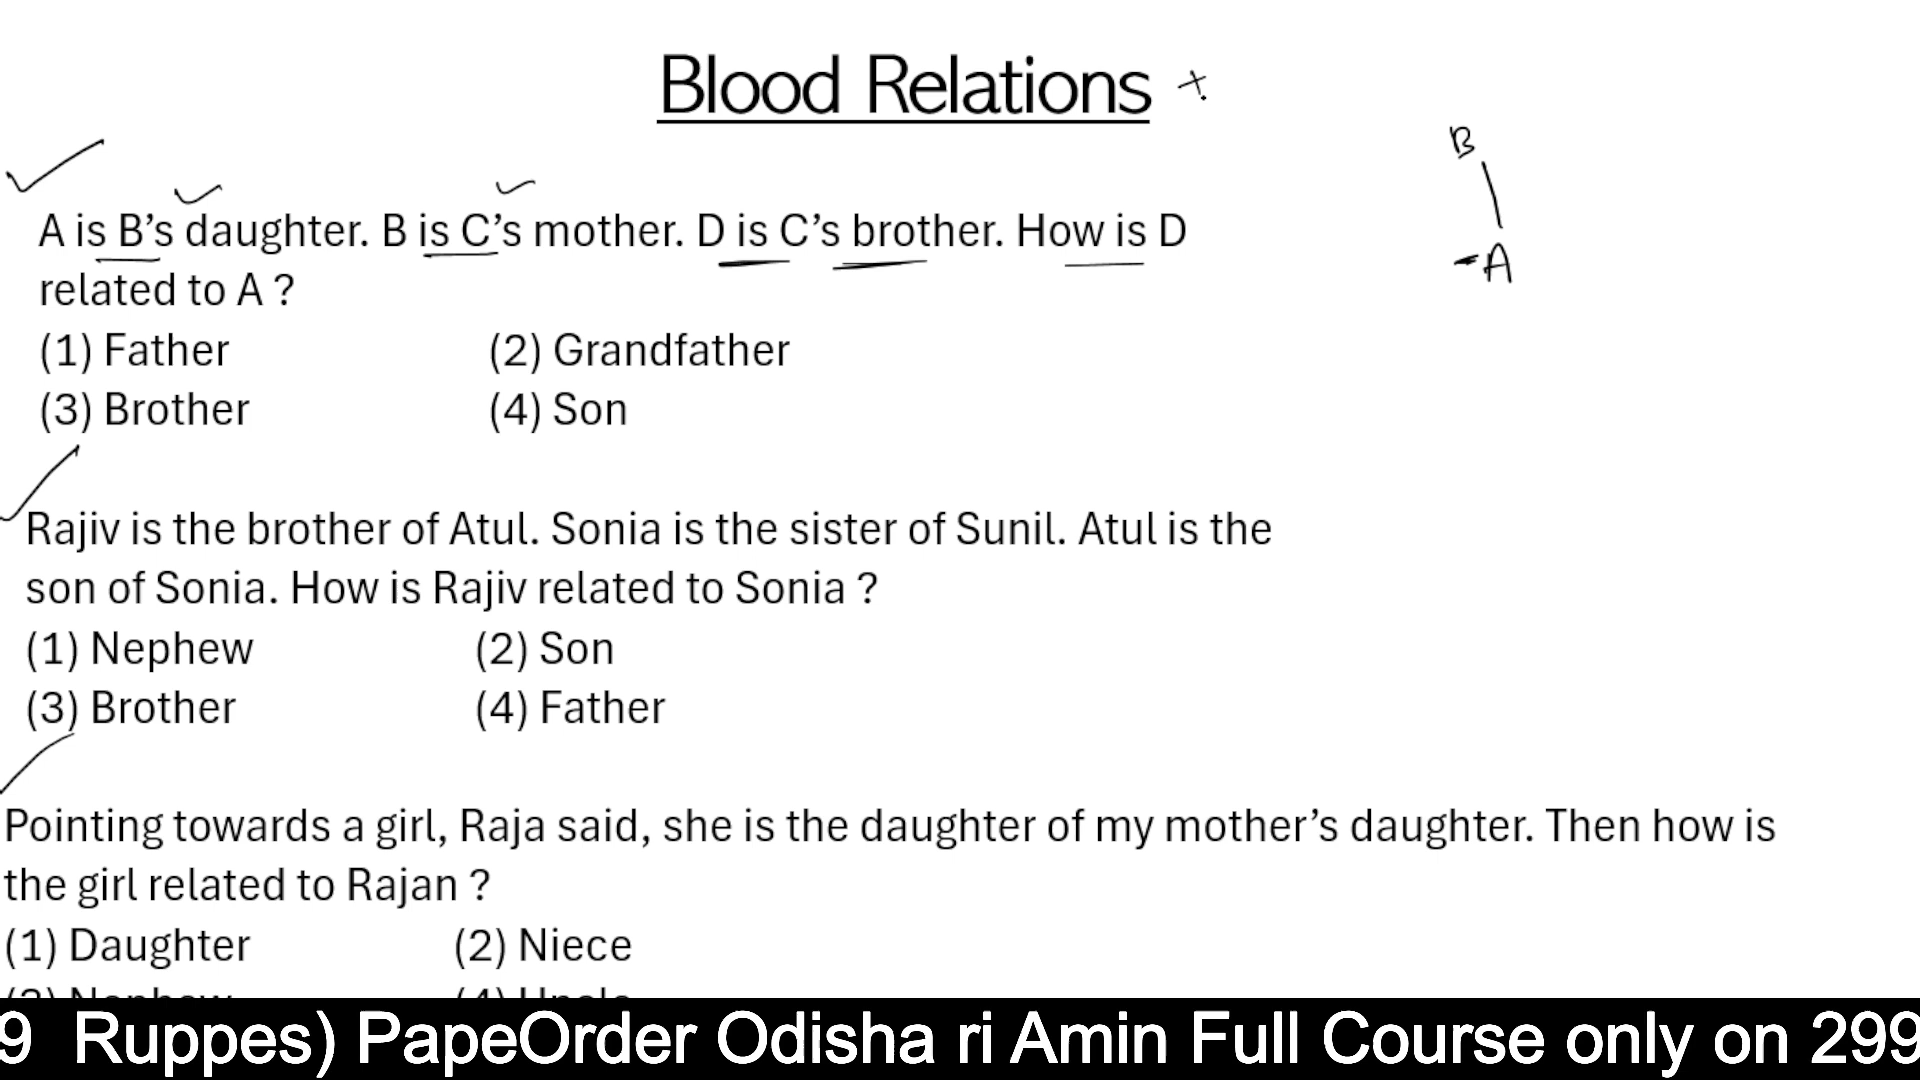 Blood Relations +
B
A is B's daughter. B is C's mother. D is C's brother. How is D
-A
related to A ?
(1) Father (2) Grandfather
(3) Brother (4) Son
Rajiv is the brother of Atul. Sonia is the sister of Sunil. Atul is the
son of Sonia. How is Rajiv related to Sonia ?
(1) Nephew (2) Son
(3) Brother (4) Father
Pointing towards a girl, Raja said, she is the daughter of my mother's daughter. Then how is
the girl related to Rajan ?
(1) Daughter (2) Niece
(3) Nephew (4) Uncle
9 Ruppes) PapeOrder Odisha ri Amin Full Course only on 299